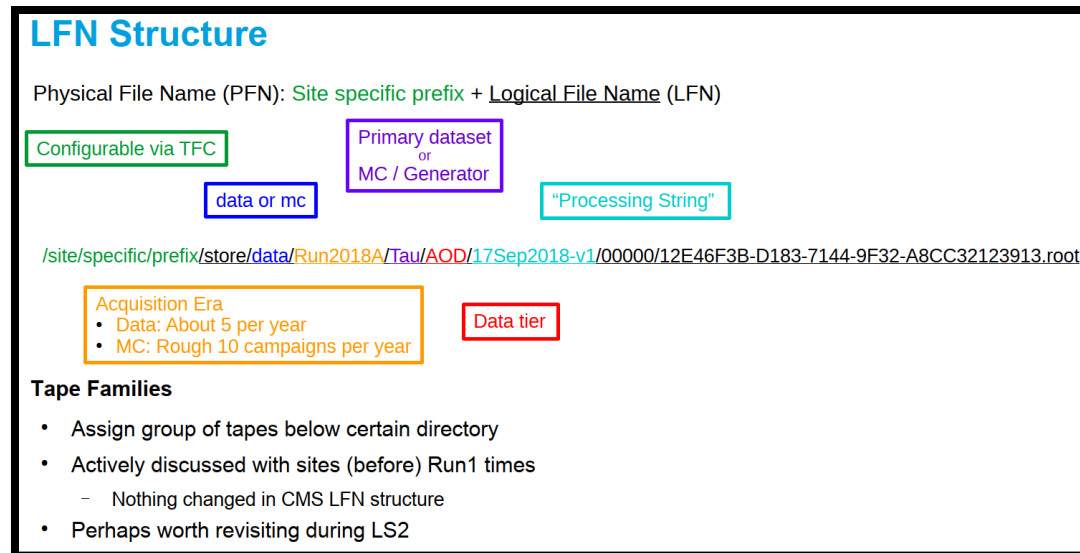 LFN Structure
Physical File Name (PFN): Site specific prefix + Logical File Name (LFN)
Configurable via TFC
Primary dataset
or
MC / Generator
data or mc
“Processing String”
/site/specific/prefix/store/data/Run2018A/Tau/AOD/17Sep2018-v1/00000/12E46F3B-D183-7144-9F32-A8CC32123913.root
Acquisition Era
• Data: About 5 per year
• MC: Rough 10 campaigns per year
Data tier
Tape Families
• Assign group of tapes below certain directory
• Actively discussed with sites (before) Run1 times
– Nothing changed in CMS LFN structure
• Perhaps worth revisiting during LS2